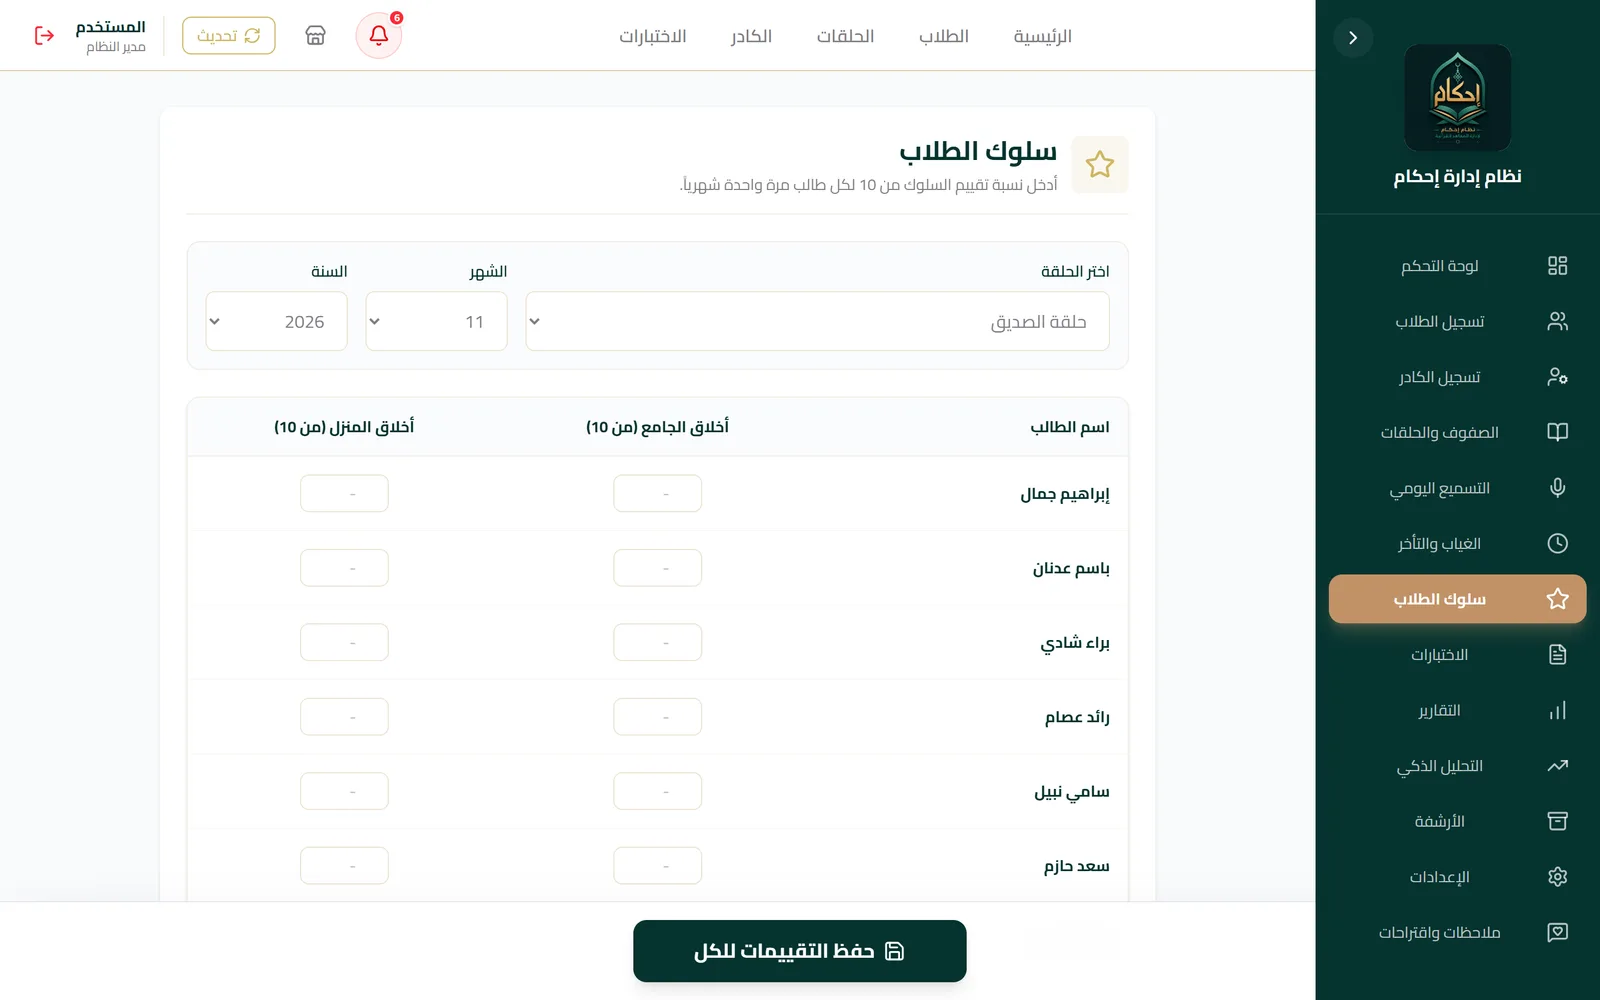 إحكام
نظام إحكام
نظام إدارة إحكام
لوحة التحكم
تسجيل الطلاب
تسجيل الكادر
الصفوف والحلقات
التسميع اليومي
الغياب والتأخر
سلوك الطلاب
الاختبارات
التقارير
التحليل الذكي
الأرشفة
الإعدادات
ملاحظات واقتراحات
الرئيسية
الطلاب
الحلقات
الكادر
الاختبارات
6
تحديث
المستخدم
مدير النظام
سلوك الطلاب
أدخل نسبة تقييم السلوك من 10 لكل طالب مرة واحدة شهرياً.
اختر الحلقة
الشهر
السنة
حلقة الصديق
11
2026
اسم الطالب
أخلاق الجامع (من 10)
أخلاق المنزل (من 10)
إبراهيم جمال
-
-
باسم عدنان
-
-
براء شادي
-
-
رائد عصام
-
-
سامي نبيل
-
-
سعد حازم
-
-
حفظ التقييمات للكل